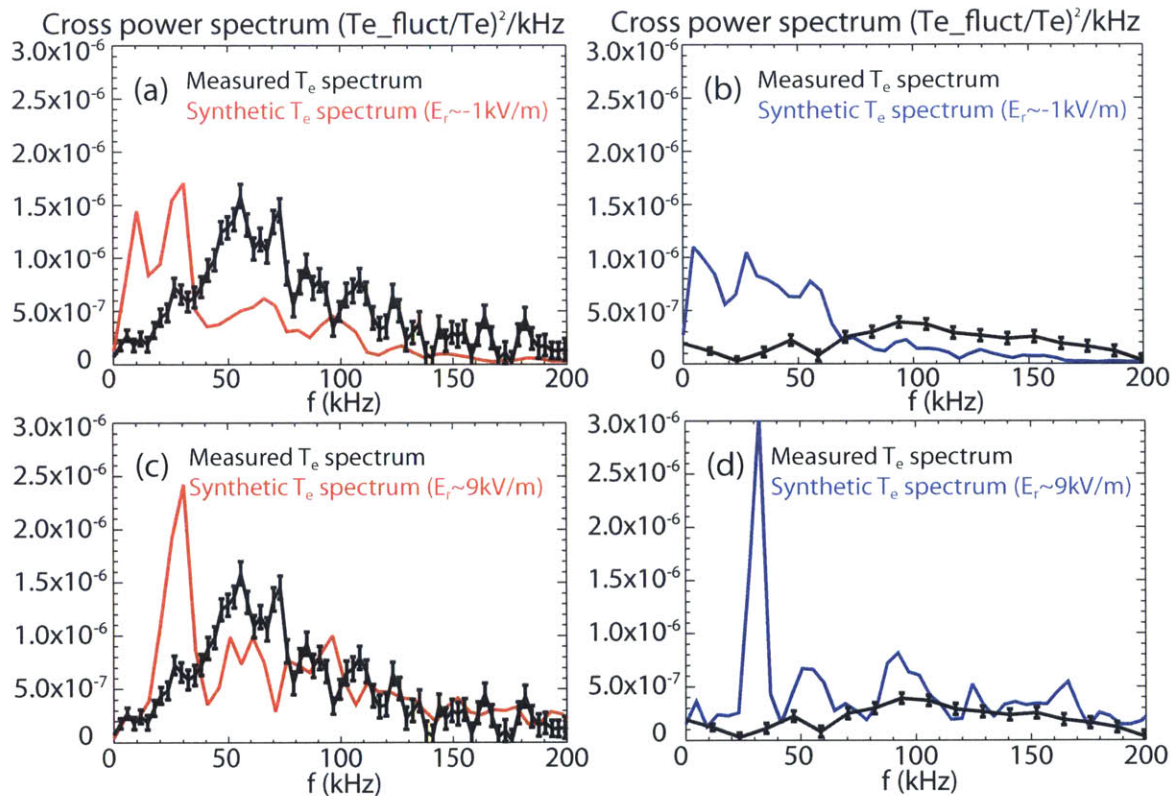 Cross power spectrum (Te_fluct/Te)²/kHz
Cross power spectrum (Te_fluct/Te)²/kHz
3.0x10⁻⁶
2.5x10⁻⁶
2.0x10⁻⁶
1.5x10⁻⁶
1.0x10⁻⁶
5.0x10⁻⁷
0
(a)
Measured Tₑ spectrum
Synthetic Tₑ spectrum (Eᵣ~-1kV/m)
0 50 100 150 200
f (kHz)
3.0x10⁻⁶
2.5x10⁻⁶
2.0x10⁻⁶
1.5x10⁻⁶
1.0x10⁻⁶
5.0x10⁻⁷
0
(b)
Measured Tₑ spectrum
Synthetic Tₑ spectrum (Eᵣ~-1kV/m)
0 50 100 150 200
f (kHz)
3.0x10⁻⁶
2.5x10⁻⁶
2.0x10⁻⁶
1.5x10⁻⁶
1.0x10⁻⁶
5.0x10⁻⁷
0
(c)
Measured Tₑ spectrum
Synthetic Tₑ spectrum (Eᵣ~9kV/m)
0 50 100 150 200
f (kHz)
3.0x10⁻⁶
2.5x10⁻⁶
2.0x10⁻⁶
1.5x10⁻⁶
1.0x10⁻⁶
5.0x10⁻⁷
0
(d)
Measured Tₑ spectrum
Synthetic Tₑ spectrum (Eᵣ~9kV/m)
0 50 100 150 200
f (kHz)